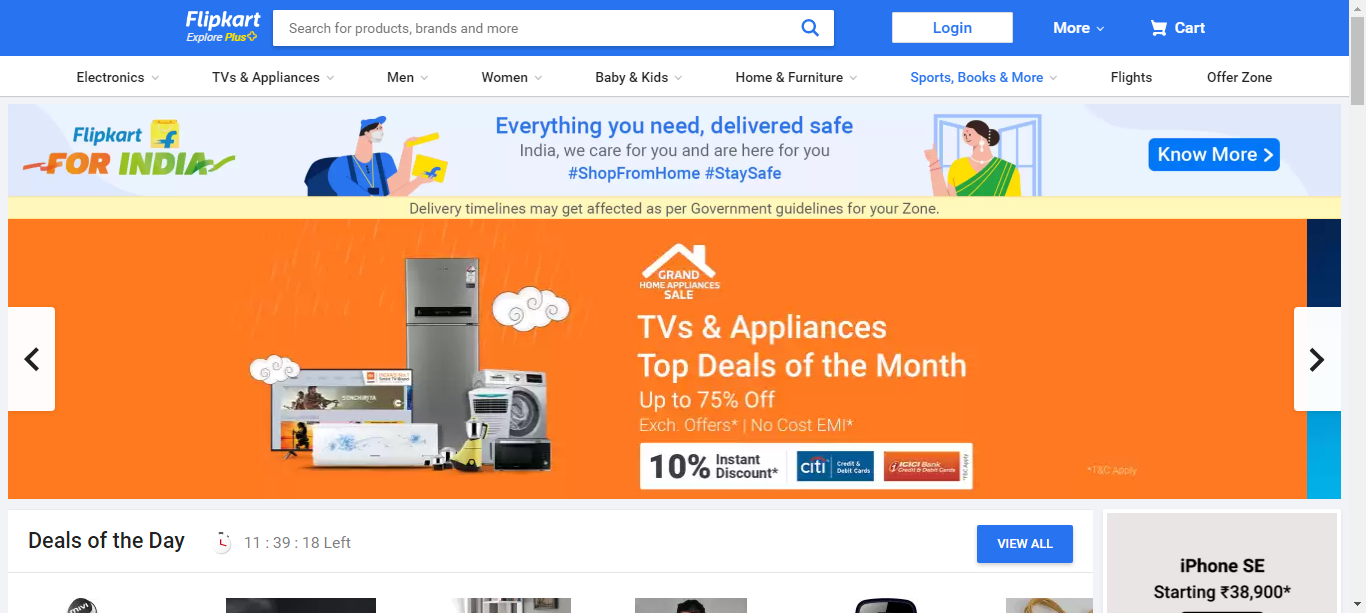 Flipkart
Explore Plus
Search for products, brands and more
Login
More
Cart
Electronics
TVs & Appliances
Men
Women
Baby & Kids
Home & Furniture
Sports, Books & More
Flights
Offer Zone
Flipkart
FOR INDIA
Everything you need, delivered safe
India, we care for you and are here for you
#ShopFromHome #StaySafe
Know More
Delivery timelines may get affected as per Government guidelines for your Zone.
GRAND
HOME APPLIANCES
SALE
TVs & Appliances
Top Deals of the Month
Up to 75% Off
Exch. Offers* | No Cost EMI*
10% Instant
Discount*
citi
Credit &
Debit Cards
ICICI Bank
Credit & Debit Cards
*T&C Apply
*T&C Apply
SONCHIRIYA
Deals of the Day
11 : 39 : 18 Left
VIEW ALL
iPhone SE
Starting ₹38,900*
mivi